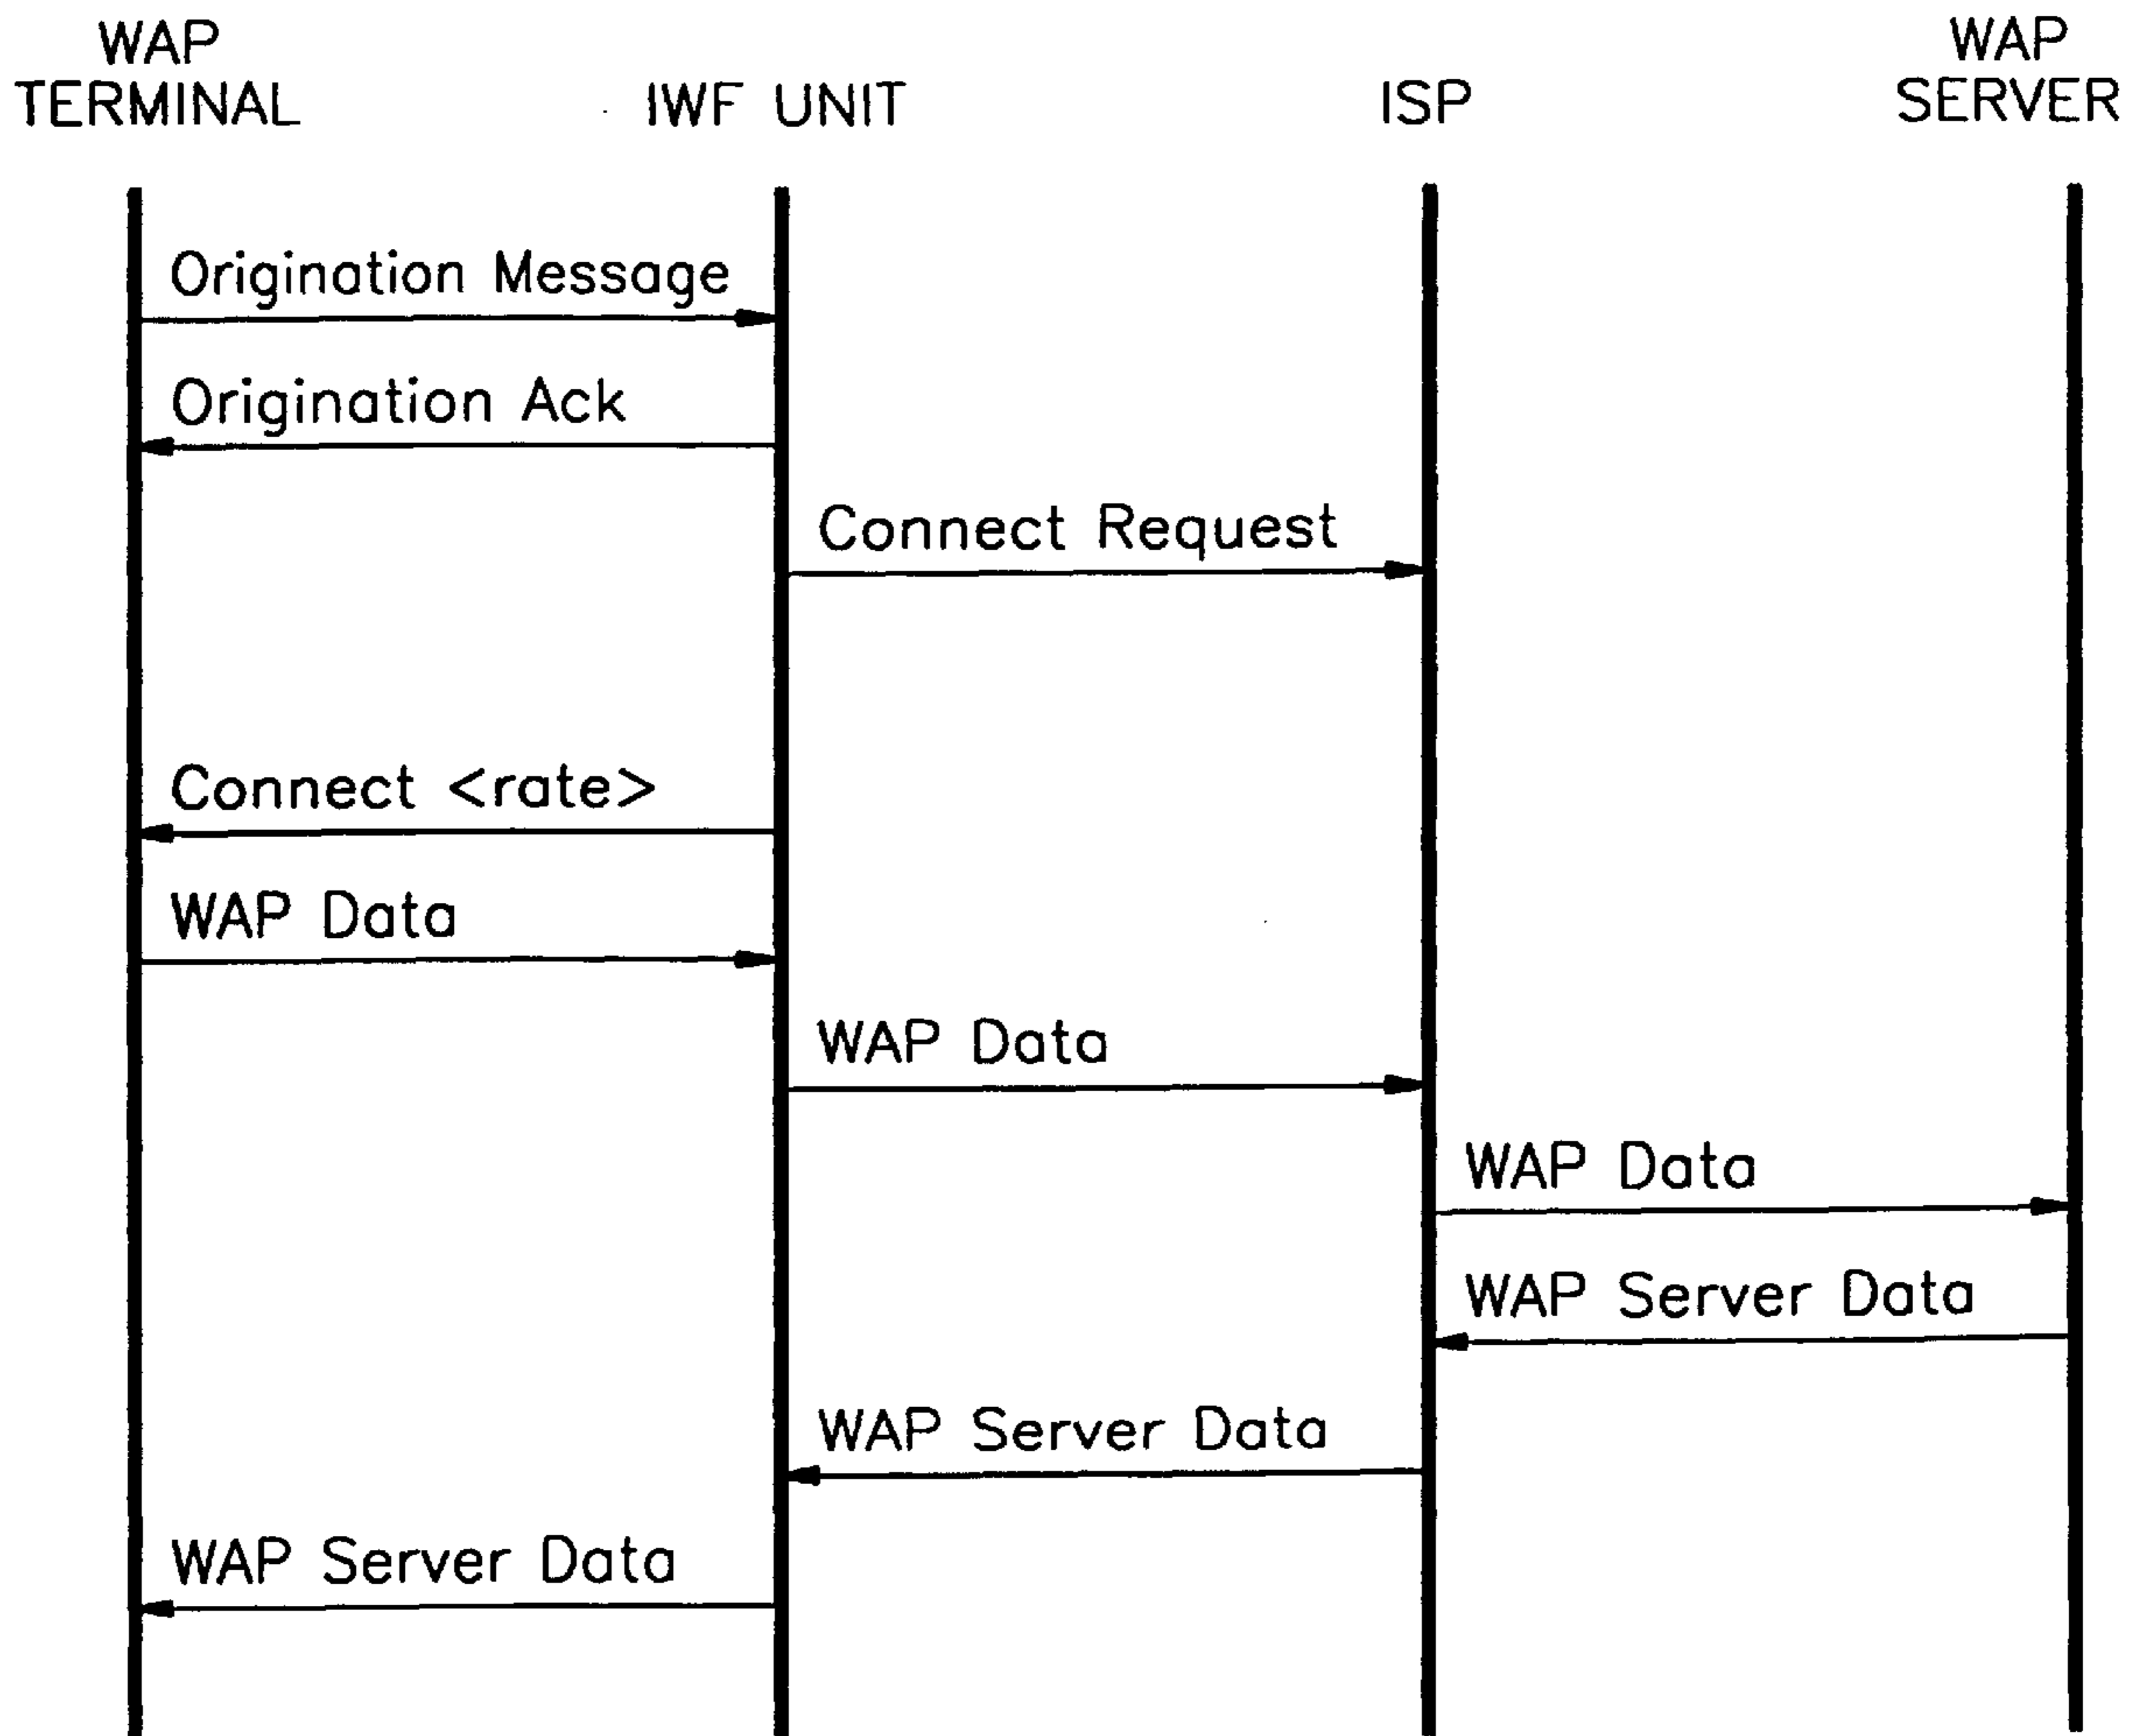 WAP
TERMINAL
IWF UNIT
ISP
WAP
SERVER
Origination Message
Origination Ack
Connect Request
Connect <rate>
WAP Data
WAP Data
WAP Data
WAP Server Data
WAP Server Data
WAP Server Data